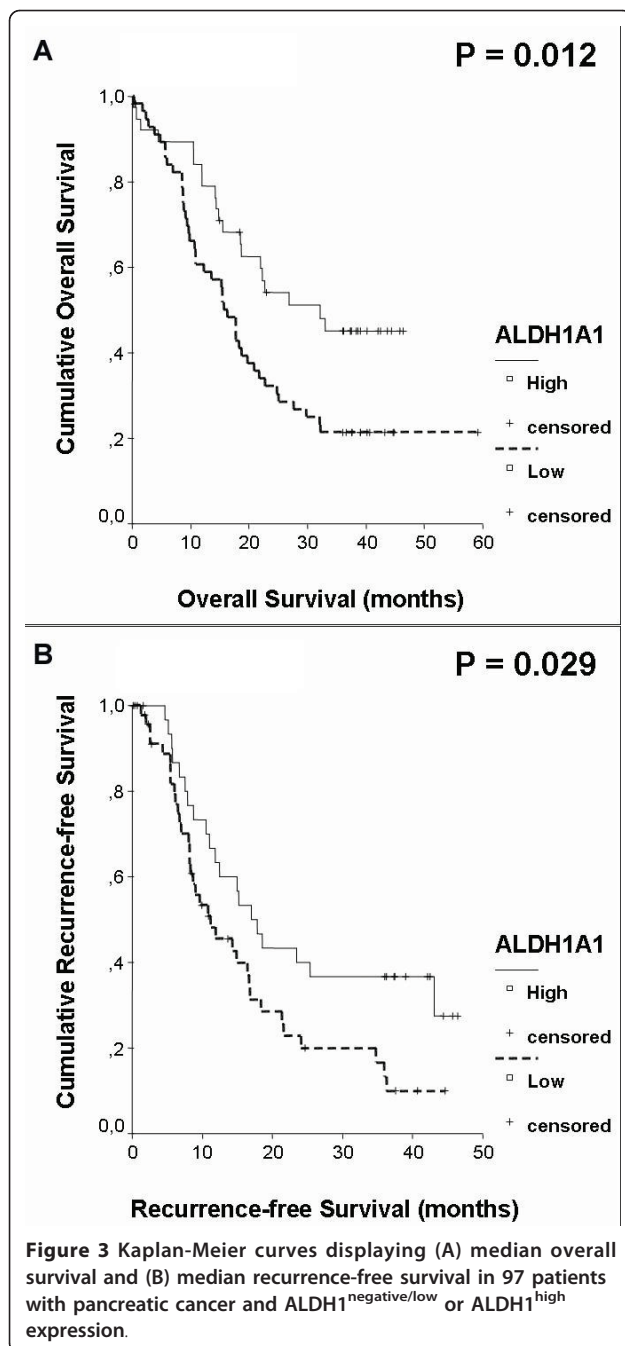 A
P = 0.012
1,0
,8
,6
,4
,2
0,0
Cumulative Overall Survival
0 10 20 30 40 50 60
Overall Survival (months)
ALDH1A1
High
+ censored
Low
+ censored
B
P = 0.029
1,0
,8
,6
,4
,2
0,0
Cumulative Recurrence-free Survival
0 10 20 30 40 50
Recurrence-free Survival (months)
ALDH1A1
High
+ censored
Low
+ censored
Figure 3 Kaplan-Meier curves displaying (A) median overall
survival and (B) median recurrence-free survival in 97 patients
with pancreatic cancer and ALDH1negative/low or ALDH1high
expression.